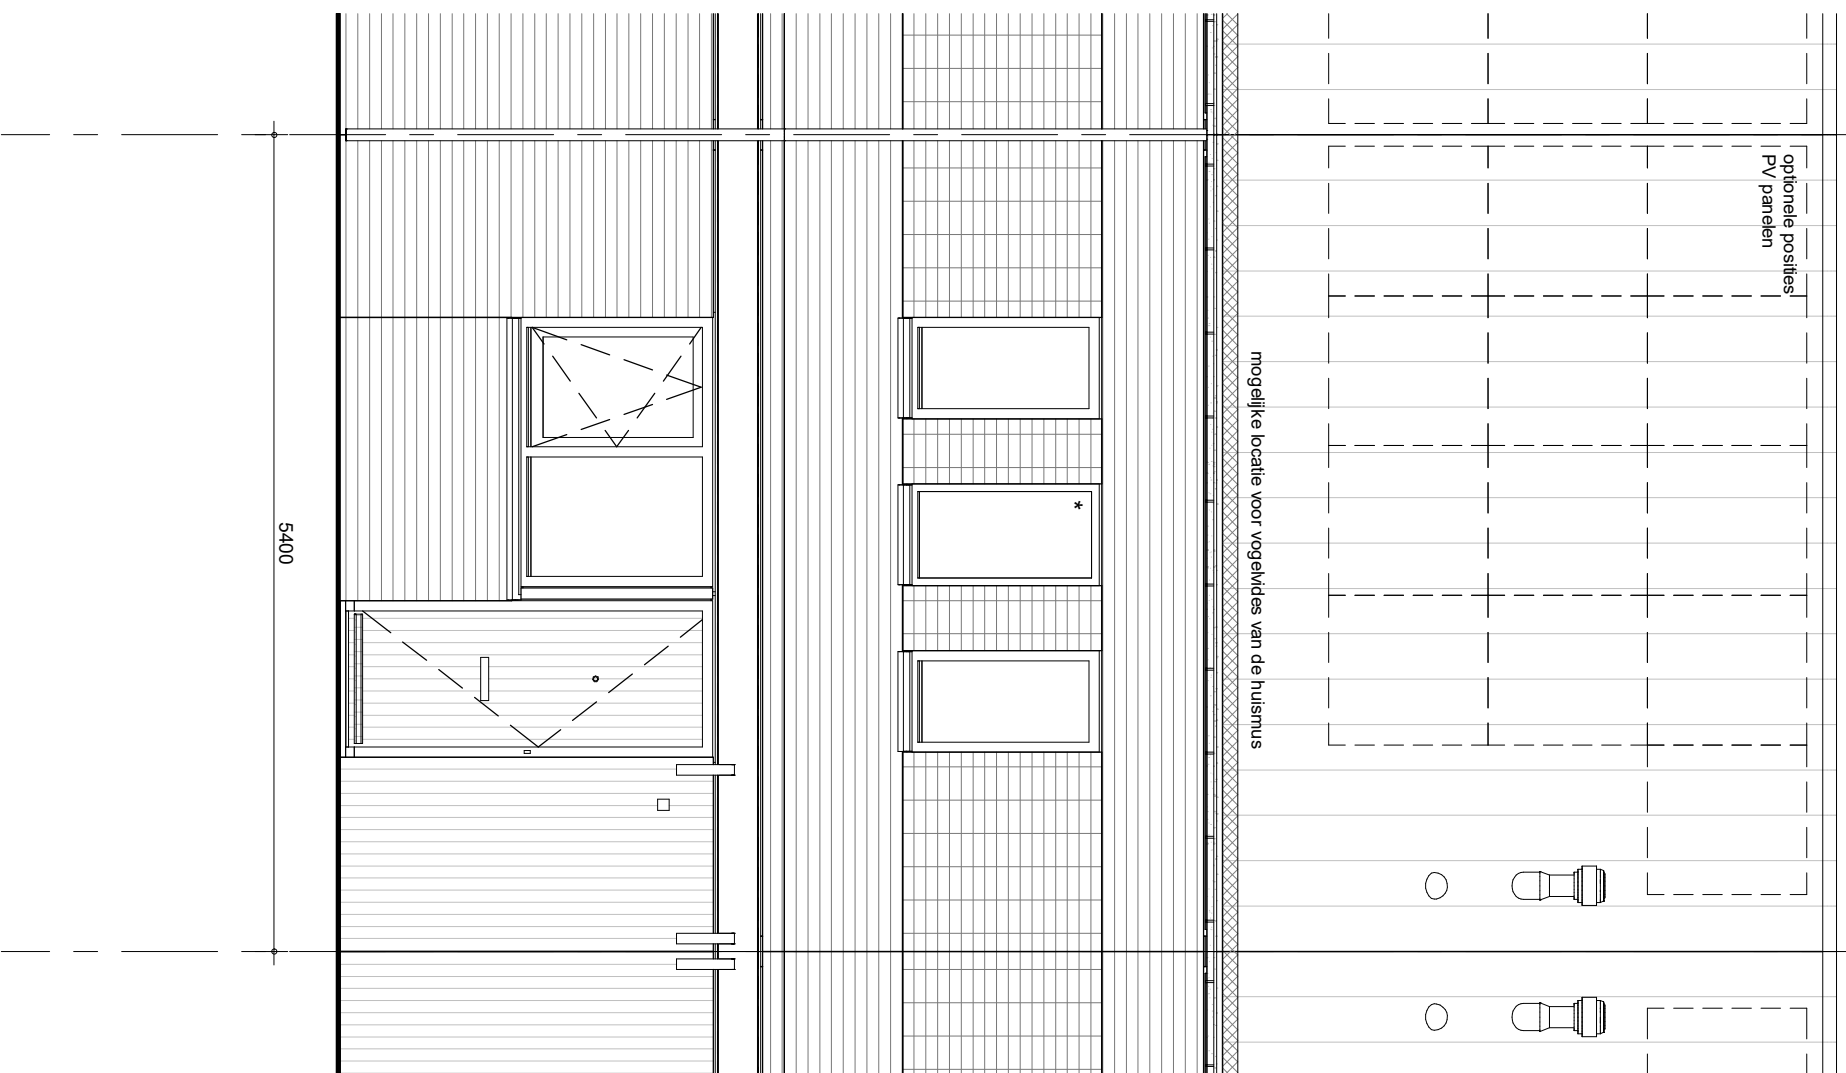 optionele posities
PV panelen
mogelijke locatie voor vogelvides van de huismus
*
5400